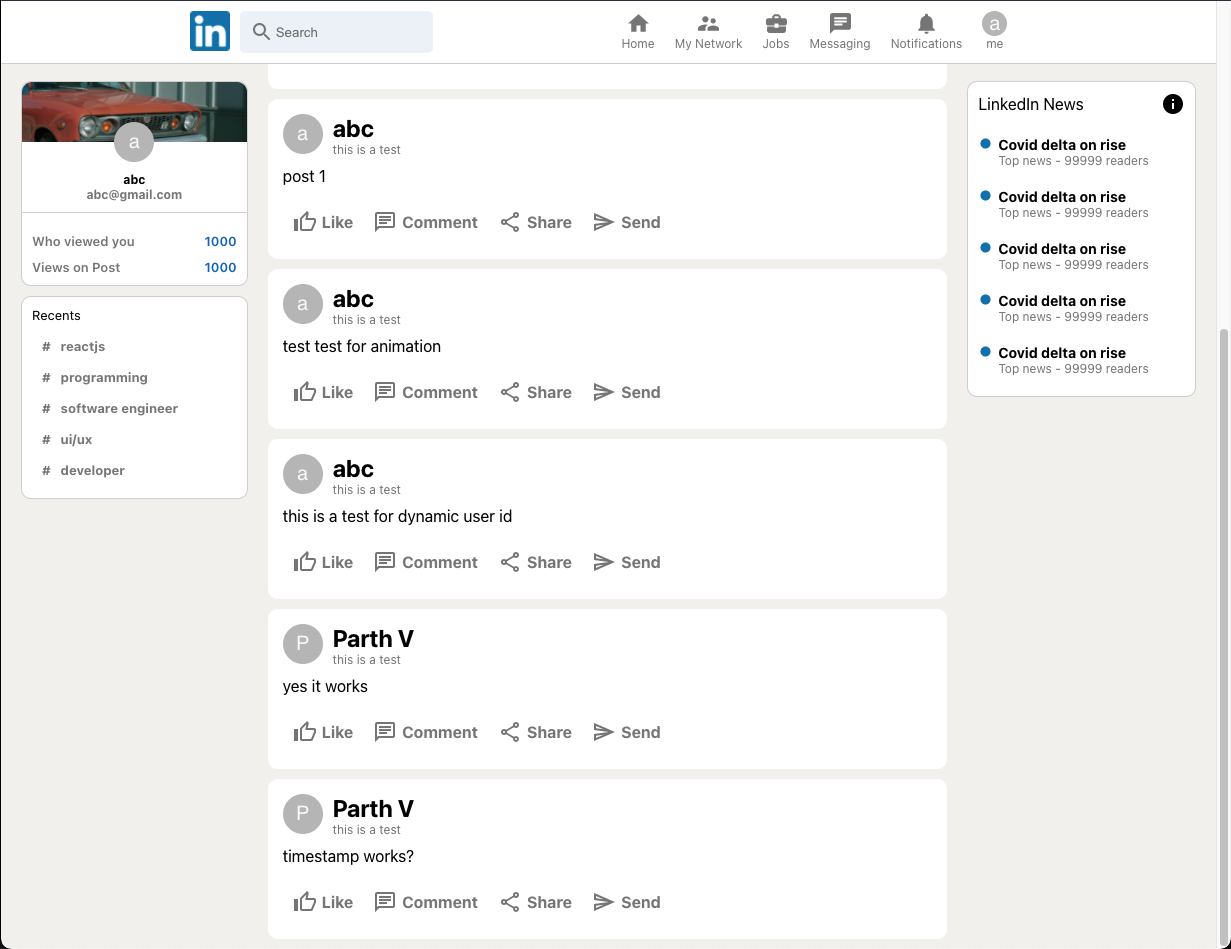 in
Search
Home
My Network
Jobs
Messaging
Notifications
a
me
a
abc
abc@gmail.com
Who viewed you 1000
Views on Post 1000
Recents
# reactjs
# programming
# software engineer
# ui/ux
# developer
a
abc
this is a test
post 1
Like Comment Share Send
a
abc
this is a test
test test for animation
Like Comment Share Send
a
abc
this is a test
this is a test for dynamic user id
Like Comment Share Send
P
Parth V
this is a test
yes it works
Like Comment Share Send
P
Parth V
this is a test
timestamp works?
Like Comment Share Send
LinkedIn News
Covid delta on rise
Top news - 99999 readers
Covid delta on rise
Top news - 99999 readers
Covid delta on rise
Top news - 99999 readers
Covid delta on rise
Top news - 99999 readers
Covid delta on rise
Top news - 99999 readers